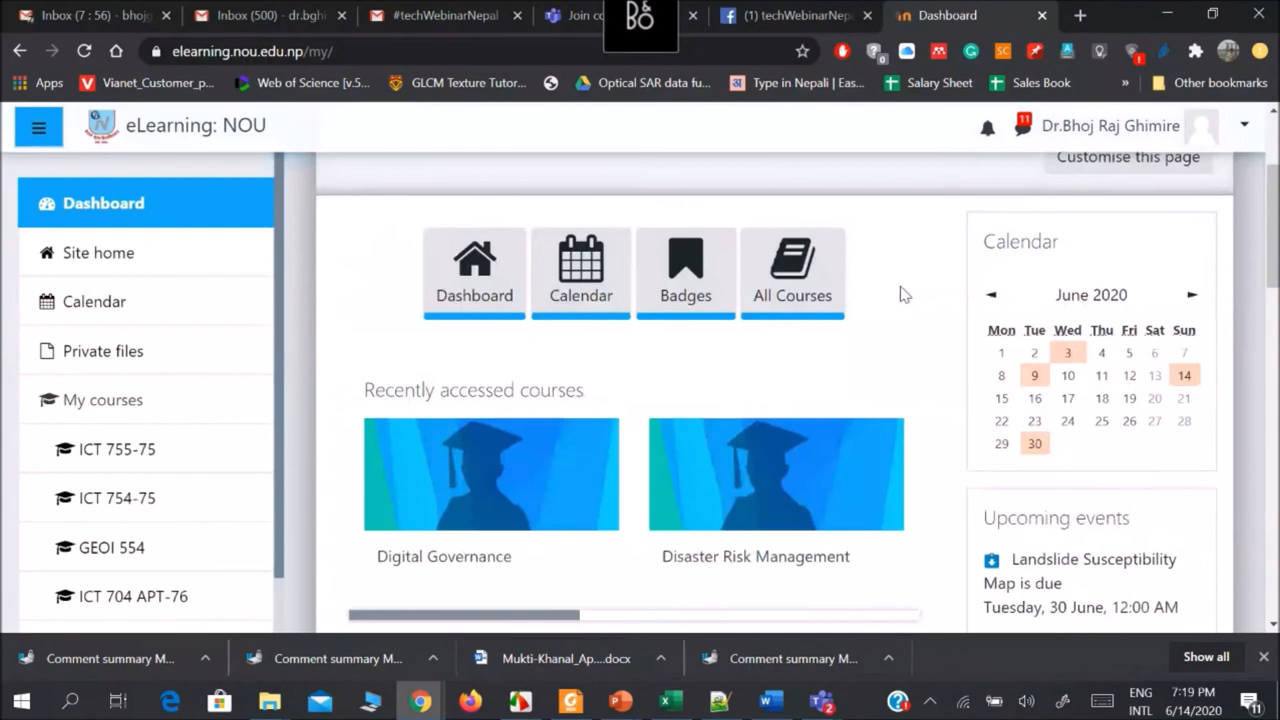 Inbox (7 : 56) - bhojg
Inbox (500) - dr.bghi
#techWebinarNepal
Join co
B&O
(1) techWebinarNep
Dashboard
elearning.nou.edu.np/my/
Apps
Vianet_Customer_p...
Web of Science [v.5...
GLCM Texture Tutor...
Optical SAR data fu...
Type in Nepali | Eas...
Salary Sheet
Sales Book
»
Other bookmarks
eLearning: NOU
11
Dr.Bhoj Raj Ghimire
Customise this page
Dashboard
Site home
Calendar
Private files
My courses
ICT 755-75
ICT 754-75
GEOI 554
ICT 704 APT-76
Dashboard
Calendar
Badges
All Courses
Recently accessed courses
Digital Governance
Disaster Risk Management
Calendar
◄ June 2020 ►
Mon Tue Wed Thu Fri Sat Sun
1 2 3 4 5 6 7
8 9 10 11 12 13 14
15 16 17 18 19 20 21
22 23 24 25 26 27 28
29 30
Upcoming events
Landslide Susceptibility
Map is due
Tuesday, 30 June, 12:00 AM
Comment summary M...
Comment summary M...
Mukti-Khanal_Ap....docx
Comment summary M...
Show all
ENG
INTL
7:19 PM
6/14/2020
11